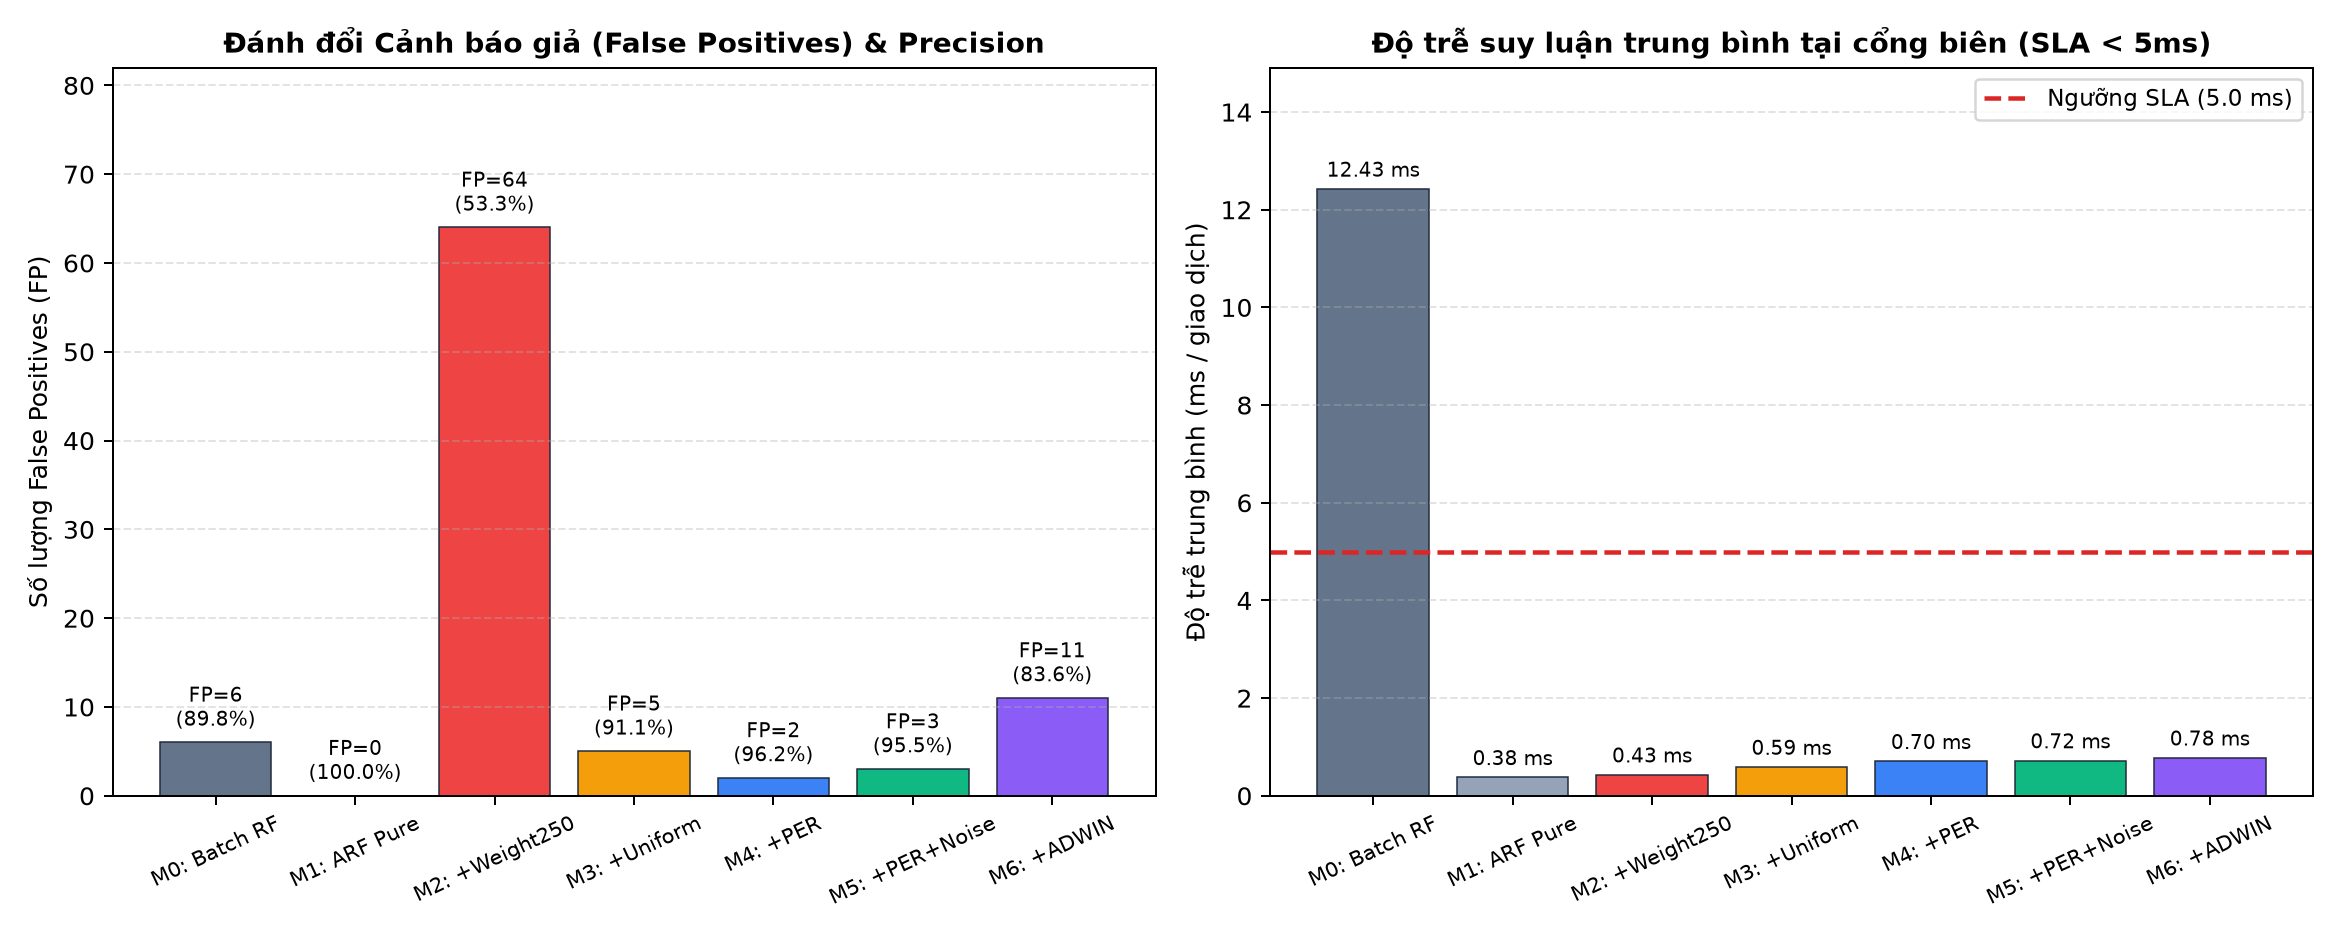 Đánh đổi Cảnh báo giả (False Positives) & Precision
Số lượng False Positives (FP)
80
70
60
50
40
30
20
10
0
FP=6
(89.8%)
FP=0
(100.0%)
FP=64
(53.3%)
FP=5
(91.1%)
FP=2
(96.2%)
FP=3
(95.5%)
FP=11
(83.6%)
M0: Batch RF
M1: ARF Pure
M2: +Weight250
M3: +Uniform
M4: +PER
M5: +PER+Noise
M6: +ADWIN
Độ trễ suy luận trung bình tại cổng biên (SLA < 5ms)
Độ trễ trung bình (ms / giao dịch)
14
12
10
8
6
4
2
0
Ngưỡng SLA (5.0 ms)
12.43 ms
0.38 ms
0.43 ms
0.59 ms
0.70 ms
0.72 ms
0.78 ms
M0: Batch RF
M1: ARF Pure
M2: +Weight250
M3: +Uniform
M4: +PER
M5: +PER+Noise
M6: +ADWIN